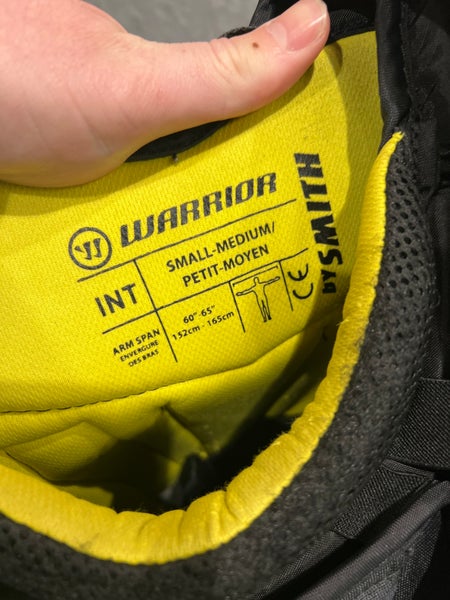 WARRIOR
INT
SMALL-MEDIUM/
PETIT-MOYEN
ARM SPAN
ENVERGURE
DES BRAS
60"-65"
152cm - 165cm
CE
BY SMITH